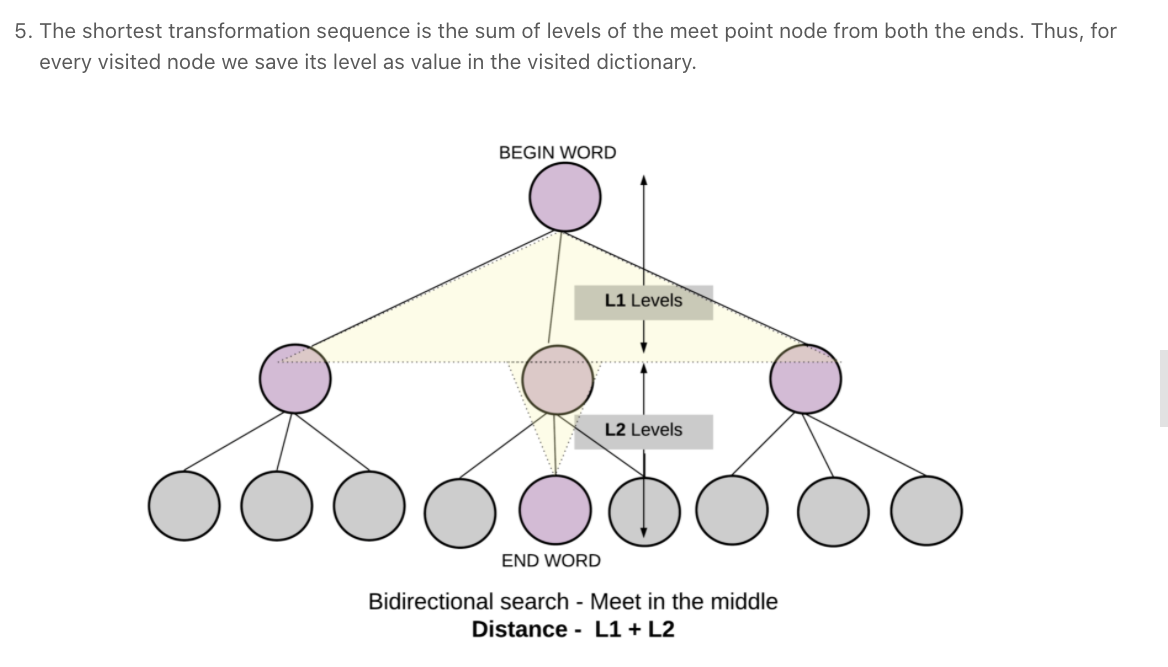 5. The shortest transformation sequence is the sum of levels of the meet point node from both the ends. Thus, for
every visited node we save its level as value in the visited dictionary.
BEGIN WORD
L1 Levels
L2 Levels
END WORD
Bidirectional search - Meet in the middle
Distance - L1 + L2